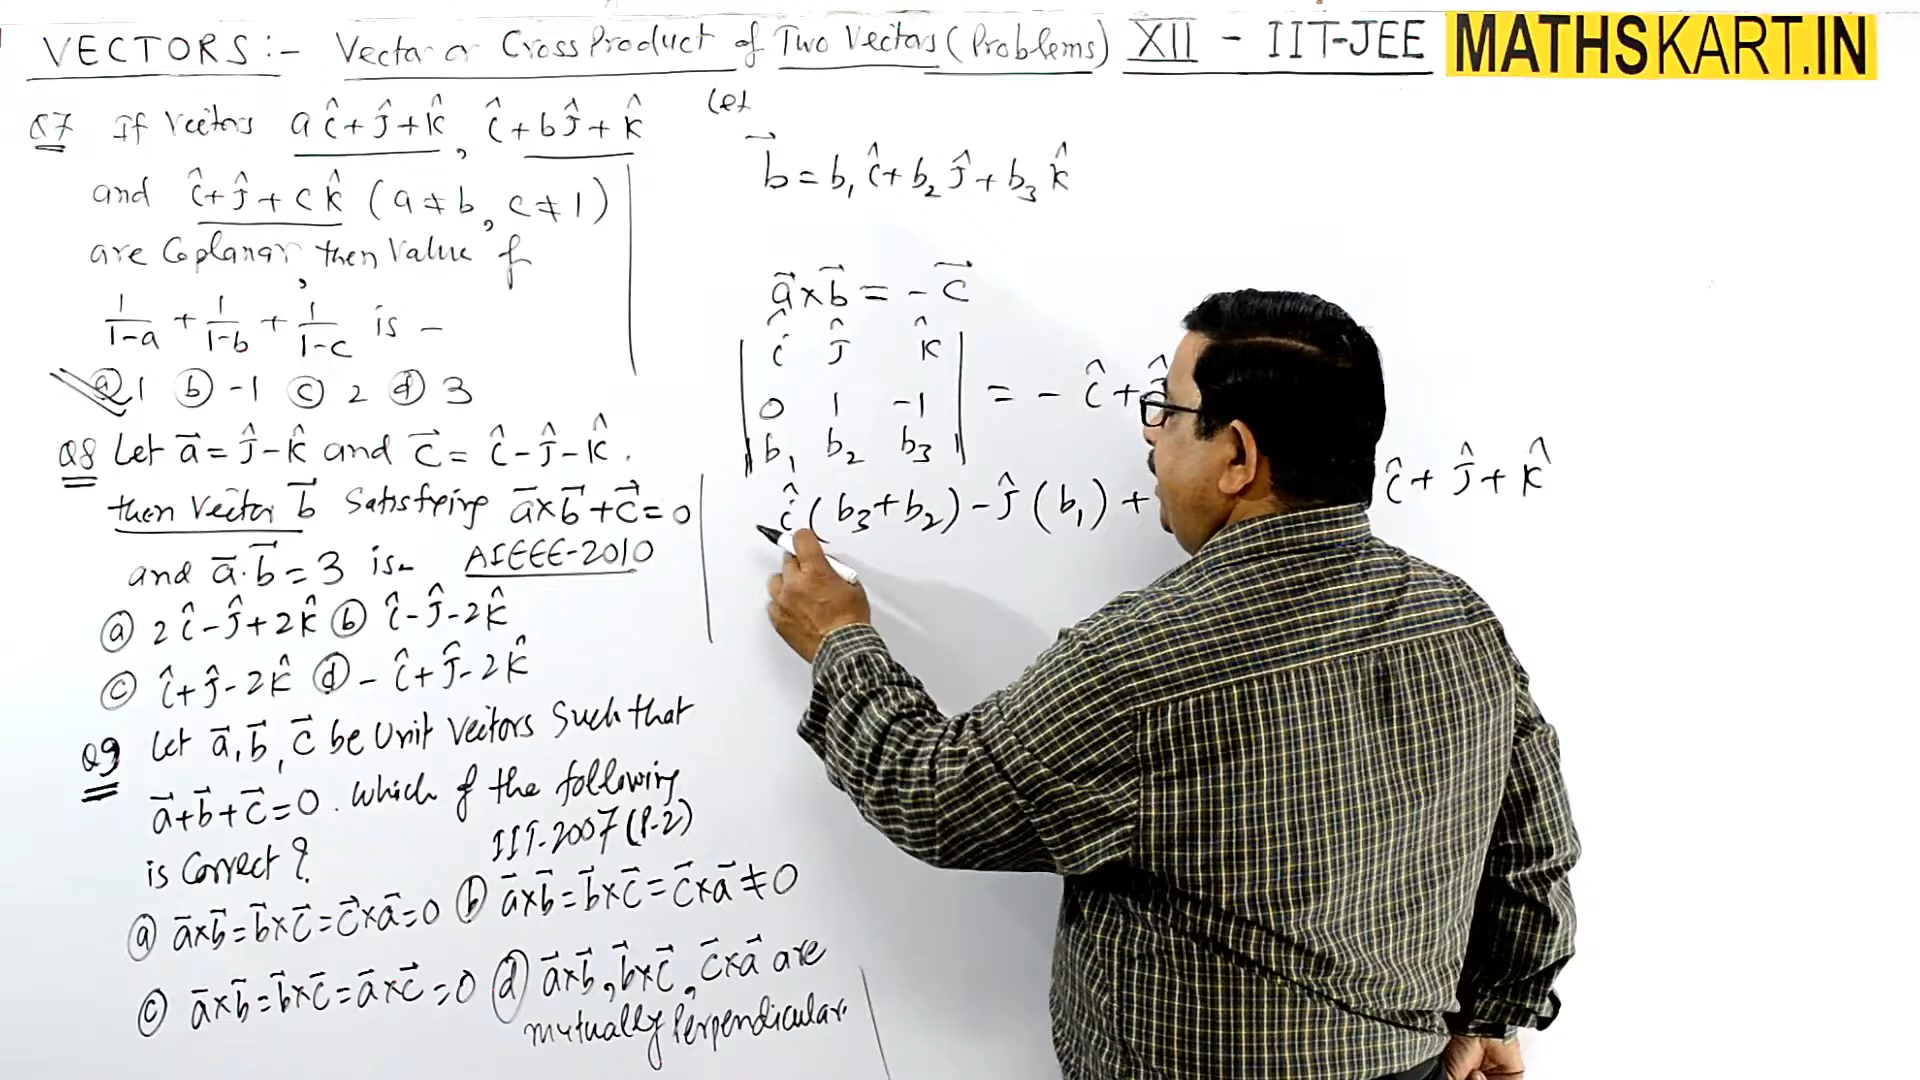 VECTORS:- Vector or Cross Product of Two Vectors (Problems) XII - IIT-JEE MATHSKART.IN
Q7 If vectors aî+ĵ+k̂, î+bĵ+k̂
and î+ĵ+ck̂ (a≠b, c≠1)
are Coplanar, then Value of
1/(1-a) + 1/(1-b) + 1/(1-c) is -
(a) 1 (b) -1 (c) 2 (d) 3
Q8 Let a⃗ = ĵ-k̂ and c⃗ = î-ĵ-k̂.
then Vector b⃗ Satisfying a⃗×b⃗+c⃗=0
and a⃗.b⃗=3 is- AIEEE-2010
(a) 2î-ĵ+2k̂ (b) î-ĵ-2k̂
(c) î+ĵ-2k̂ (d) -î+ĵ-2k̂
Q9 Let a⃗, b⃗, c⃗ be Unit Vectors Such that
a⃗+b⃗+c⃗=0. Which of the following
is Correct? IIT-2007 (P-2)
(a) a⃗×b⃗=b⃗×c⃗=c⃗×a⃗=0 (b) a⃗×b⃗=b⃗×c⃗=c⃗×a⃗≠0
(c) a⃗×b⃗=b⃗×c⃗=a⃗×c⃗=0 (d) a⃗×b⃗, b⃗×c⃗, c⃗×a⃗ are
mutually Perpendicular.
Let
b⃗ = b₁î+b₂ĵ+b₃k̂
a⃗×b⃗ = -c⃗
| î ĵ k̂ |
| 0 1 -1 | = -î+ĵ
| b₁ b₂ b₃ |
î(b₃+b₂)-ĵ(b₁)+ î+ĵ+k̂